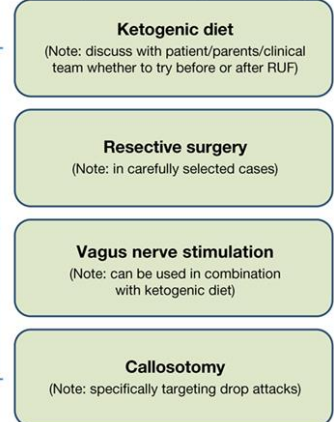 Ketogenic diet
(Note: discuss with patient/parents/clinical
team whether to try before or after RUF)
Resective surgery
(Note: in carefully selected cases)
Vagus nerve stimulation
(Note: can be used in combination
with ketogenic diet)
Callosotomy
(Note: specifically targeting drop attacks)